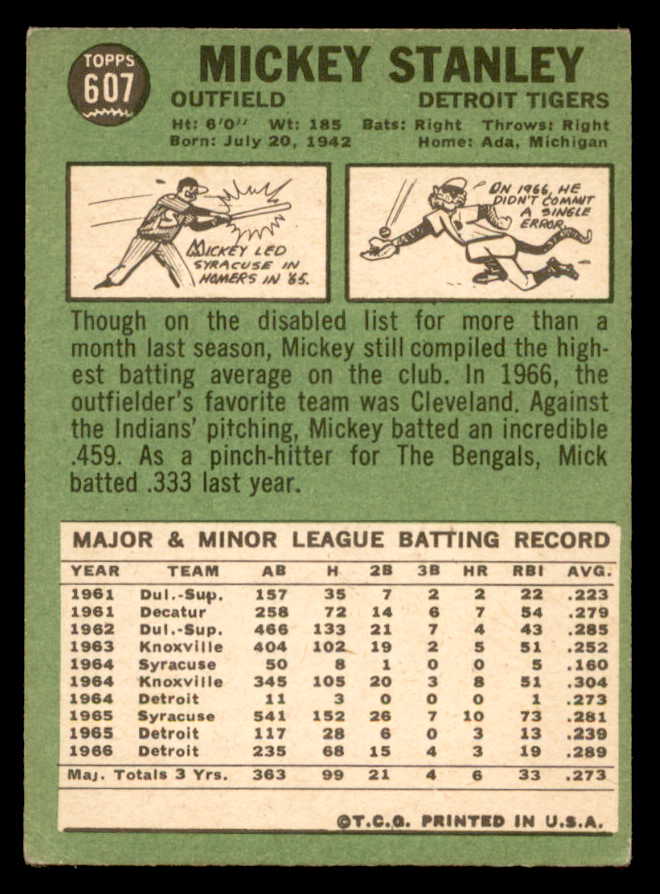 TOPPS
607
MICKEY STANLEY
OUTFIELD DETROIT TIGERS
Ht: 6'0" Wt: 185 Bats: Right Throws: Right
Born: July 20, 1942 Home: Ada, Michigan
MICKEY LED
SYRACUSE IN
HOMERS IN '65.
ON 1966, HE
DIDN'T COMMIT
A SINGLE
ERROR.
Though on the disabled list for more than a
month last season, Mickey still compiled the high-
est batting average on the club. In 1966, the
outfielder's favorite team was Cleveland. Against
the Indians' pitching, Mickey batted an incredible
.459. As a pinch-hitter for The Bengals, Mick
batted .333 last year.
MAJOR & MINOR LEAGUE BATTING RECORD
YEAR TEAM AB H 2B 3B HR RBI AVG.
1961 Dul.-Sup. 157 35 7 2 2 22 .223
1961 Decatur 258 72 14 6 7 54 .279
1962 Dul.-Sup. 466 133 21 7 4 43 .285
1963 Knoxville 404 102 19 2 5 51 .252
1964 Syracuse 50 8 1 0 0 5 .160
1964 Knoxville 345 105 20 3 8 51 .304
1964 Detroit 11 3 0 0 0 1 .273
1965 Syracuse 541 152 26 7 10 73 .281
1965 Detroit 117 28 6 0 3 13 .239
1966 Detroit 235 68 15 4 3 19 .289
Maj. Totals 3 Yrs. 363 99 21 4 6 33 .273
©T.C.G. PRINTED IN U.S.A.